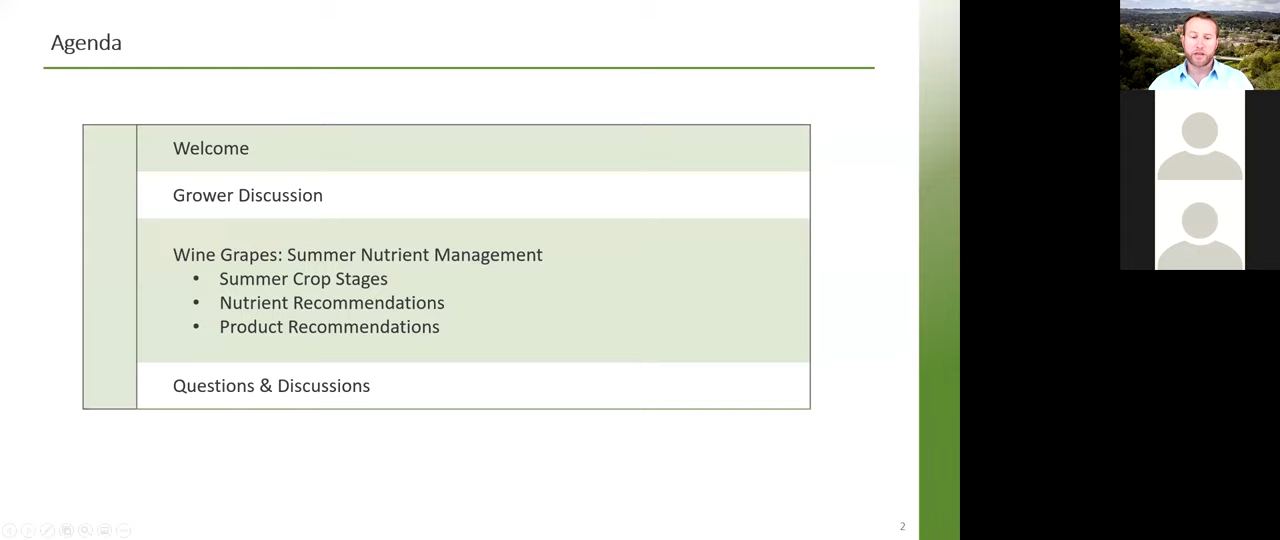 Agenda
Welcome
Grower Discussion
Wine Grapes: Summer Nutrient Management
• Summer Crop Stages
• Nutrient Recommendations
• Product Recommendations
Questions & Discussions
2